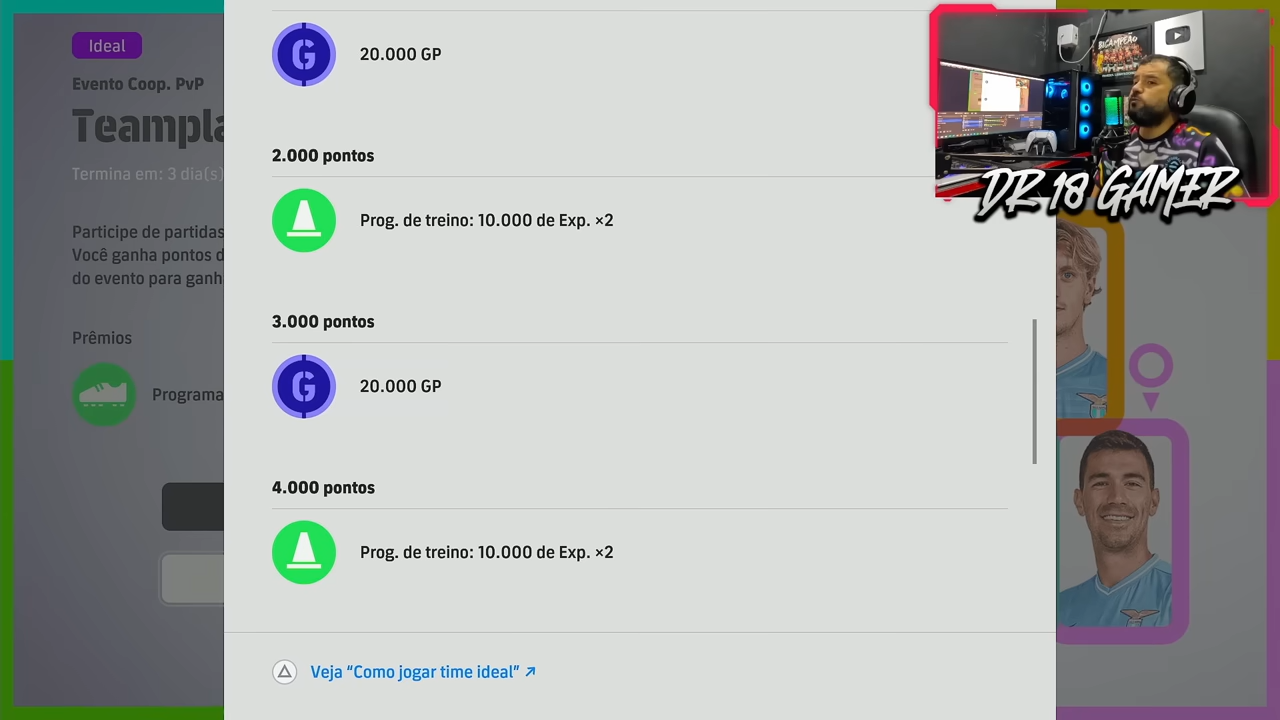 Ideal
Evento Coop. PvP
Teampla
Termina em: 3 dia(s)
Participe de partidas
Você ganha pontos d
do evento para ganh
Prêmios
Programa
20.000 GP
2.000 pontos
Prog. de treino: 10.000 de Exp. ×2
3.000 pontos
20.000 GP
4.000 pontos
Prog. de treino: 10.000 de Exp. ×2
Veja “Como jogar time ideal” ↗
BICAMPEÃO
DR 18 GAMER